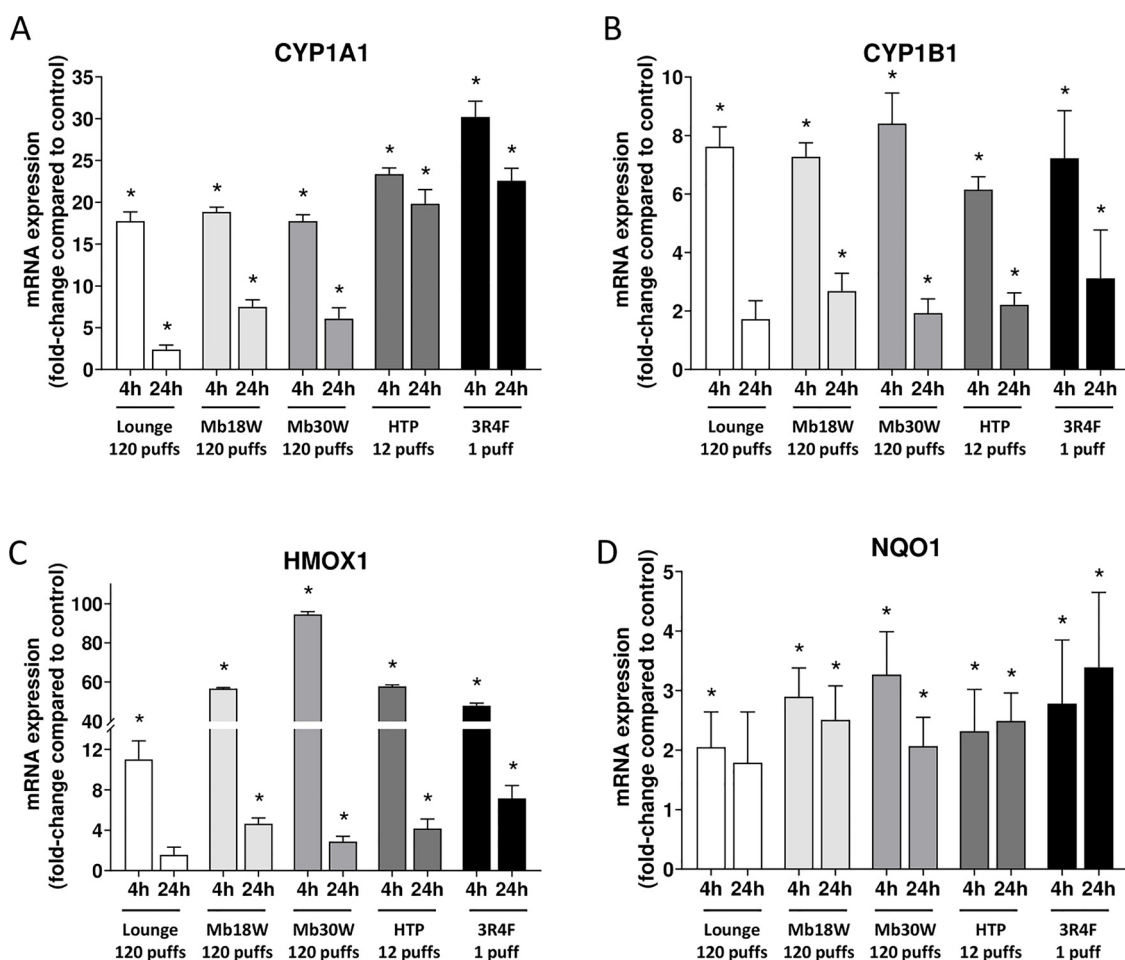 A
CYP1A1
mRNA expression
(fold-change compared to control)
35
30
25
20
15
10
5
0
*
*
*
*
*
*
*
*
*
*
4h 24h 4h 24h 4h 24h 4h 24h 4h 24h
Lounge Mb18W Mb30W HTP 3R4F
120 puffs 120 puffs 120 puffs 12 puffs 1 puff
B
CYP1B1
mRNA expression
(fold-change compared to control)
10
8
6
4
2
0
*
*
*
*
*
*
*
*
*
4h 24h 4h 24h 4h 24h 4h 24h 4h 24h
Lounge Mb18W Mb30W HTP 3R4F
120 puffs 120 puffs 120 puffs 12 puffs 1 puff
C
HMOX1
mRNA expression
(fold-change compared to control)
100
80
60
40
12
8
4
0
*
*
*
*
*
*
*
*
*
4h 24h 4h 24h 4h 24h 4h 24h 4h 24h
Lounge Mb18W Mb30W HTP 3R4F
120 puffs 120 puffs 120 puffs 12 puffs 1 puff
D
NQO1
mRNA expression
(fold-change compared to control)
5
4
3
2
1
0
*
*
*
*
*
*
*
*
*
4h 24h 4h 24h 4h 24h 4h 24h 4h 24h
Lounge Mb18W Mb30W HTP 3R4F
120 puffs 120 puffs 120 puffs 12 puffs 1 puff